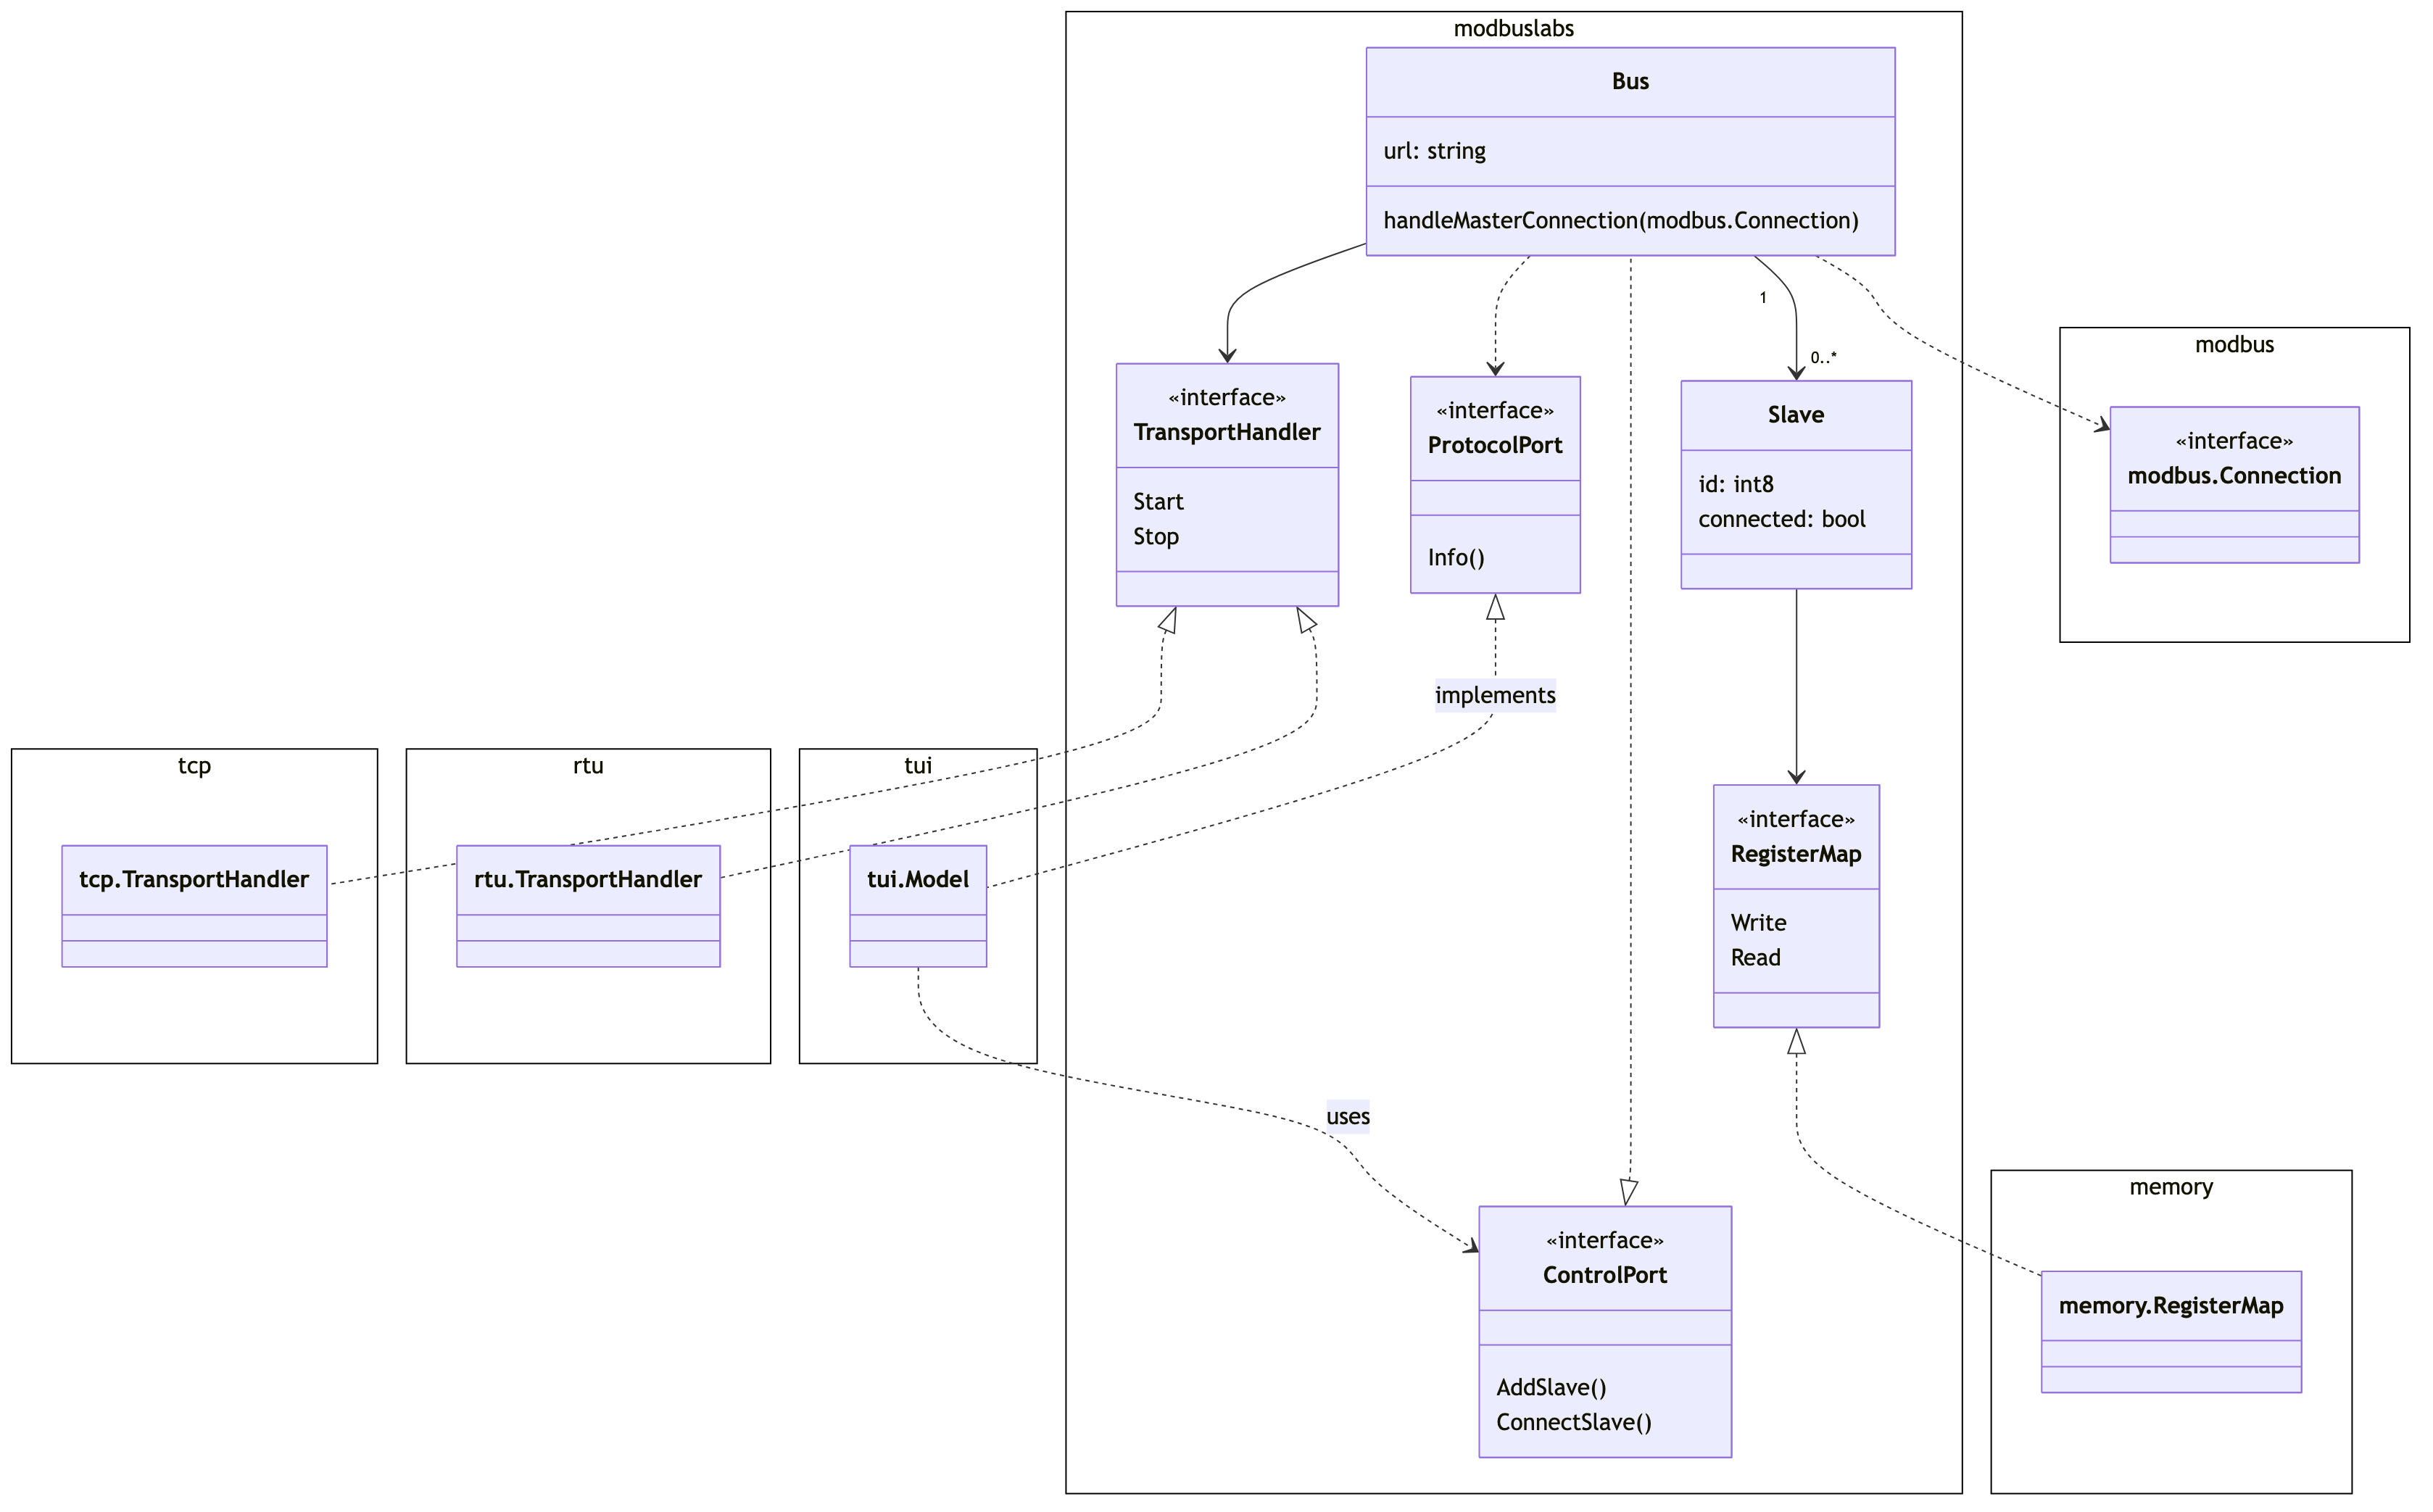 modbuslabs
Bus
url: string
handleMasterConnection(modbus.Connection)
1
0..*
«interface»
TransportHandler
Start
Stop
«interface»
ProtocolPort
Info()
Slave
id: int8
connected: bool
modbus
«interface»
modbus.Connection
implements
tcp
tcp.TransportHandler
rtu
rtu.TransportHandler
tui
tui.Model
«interface»
RegisterMap
Write
Read
uses
«interface»
ControlPort
AddSlave()
ConnectSlave()
memory
memory.RegisterMap